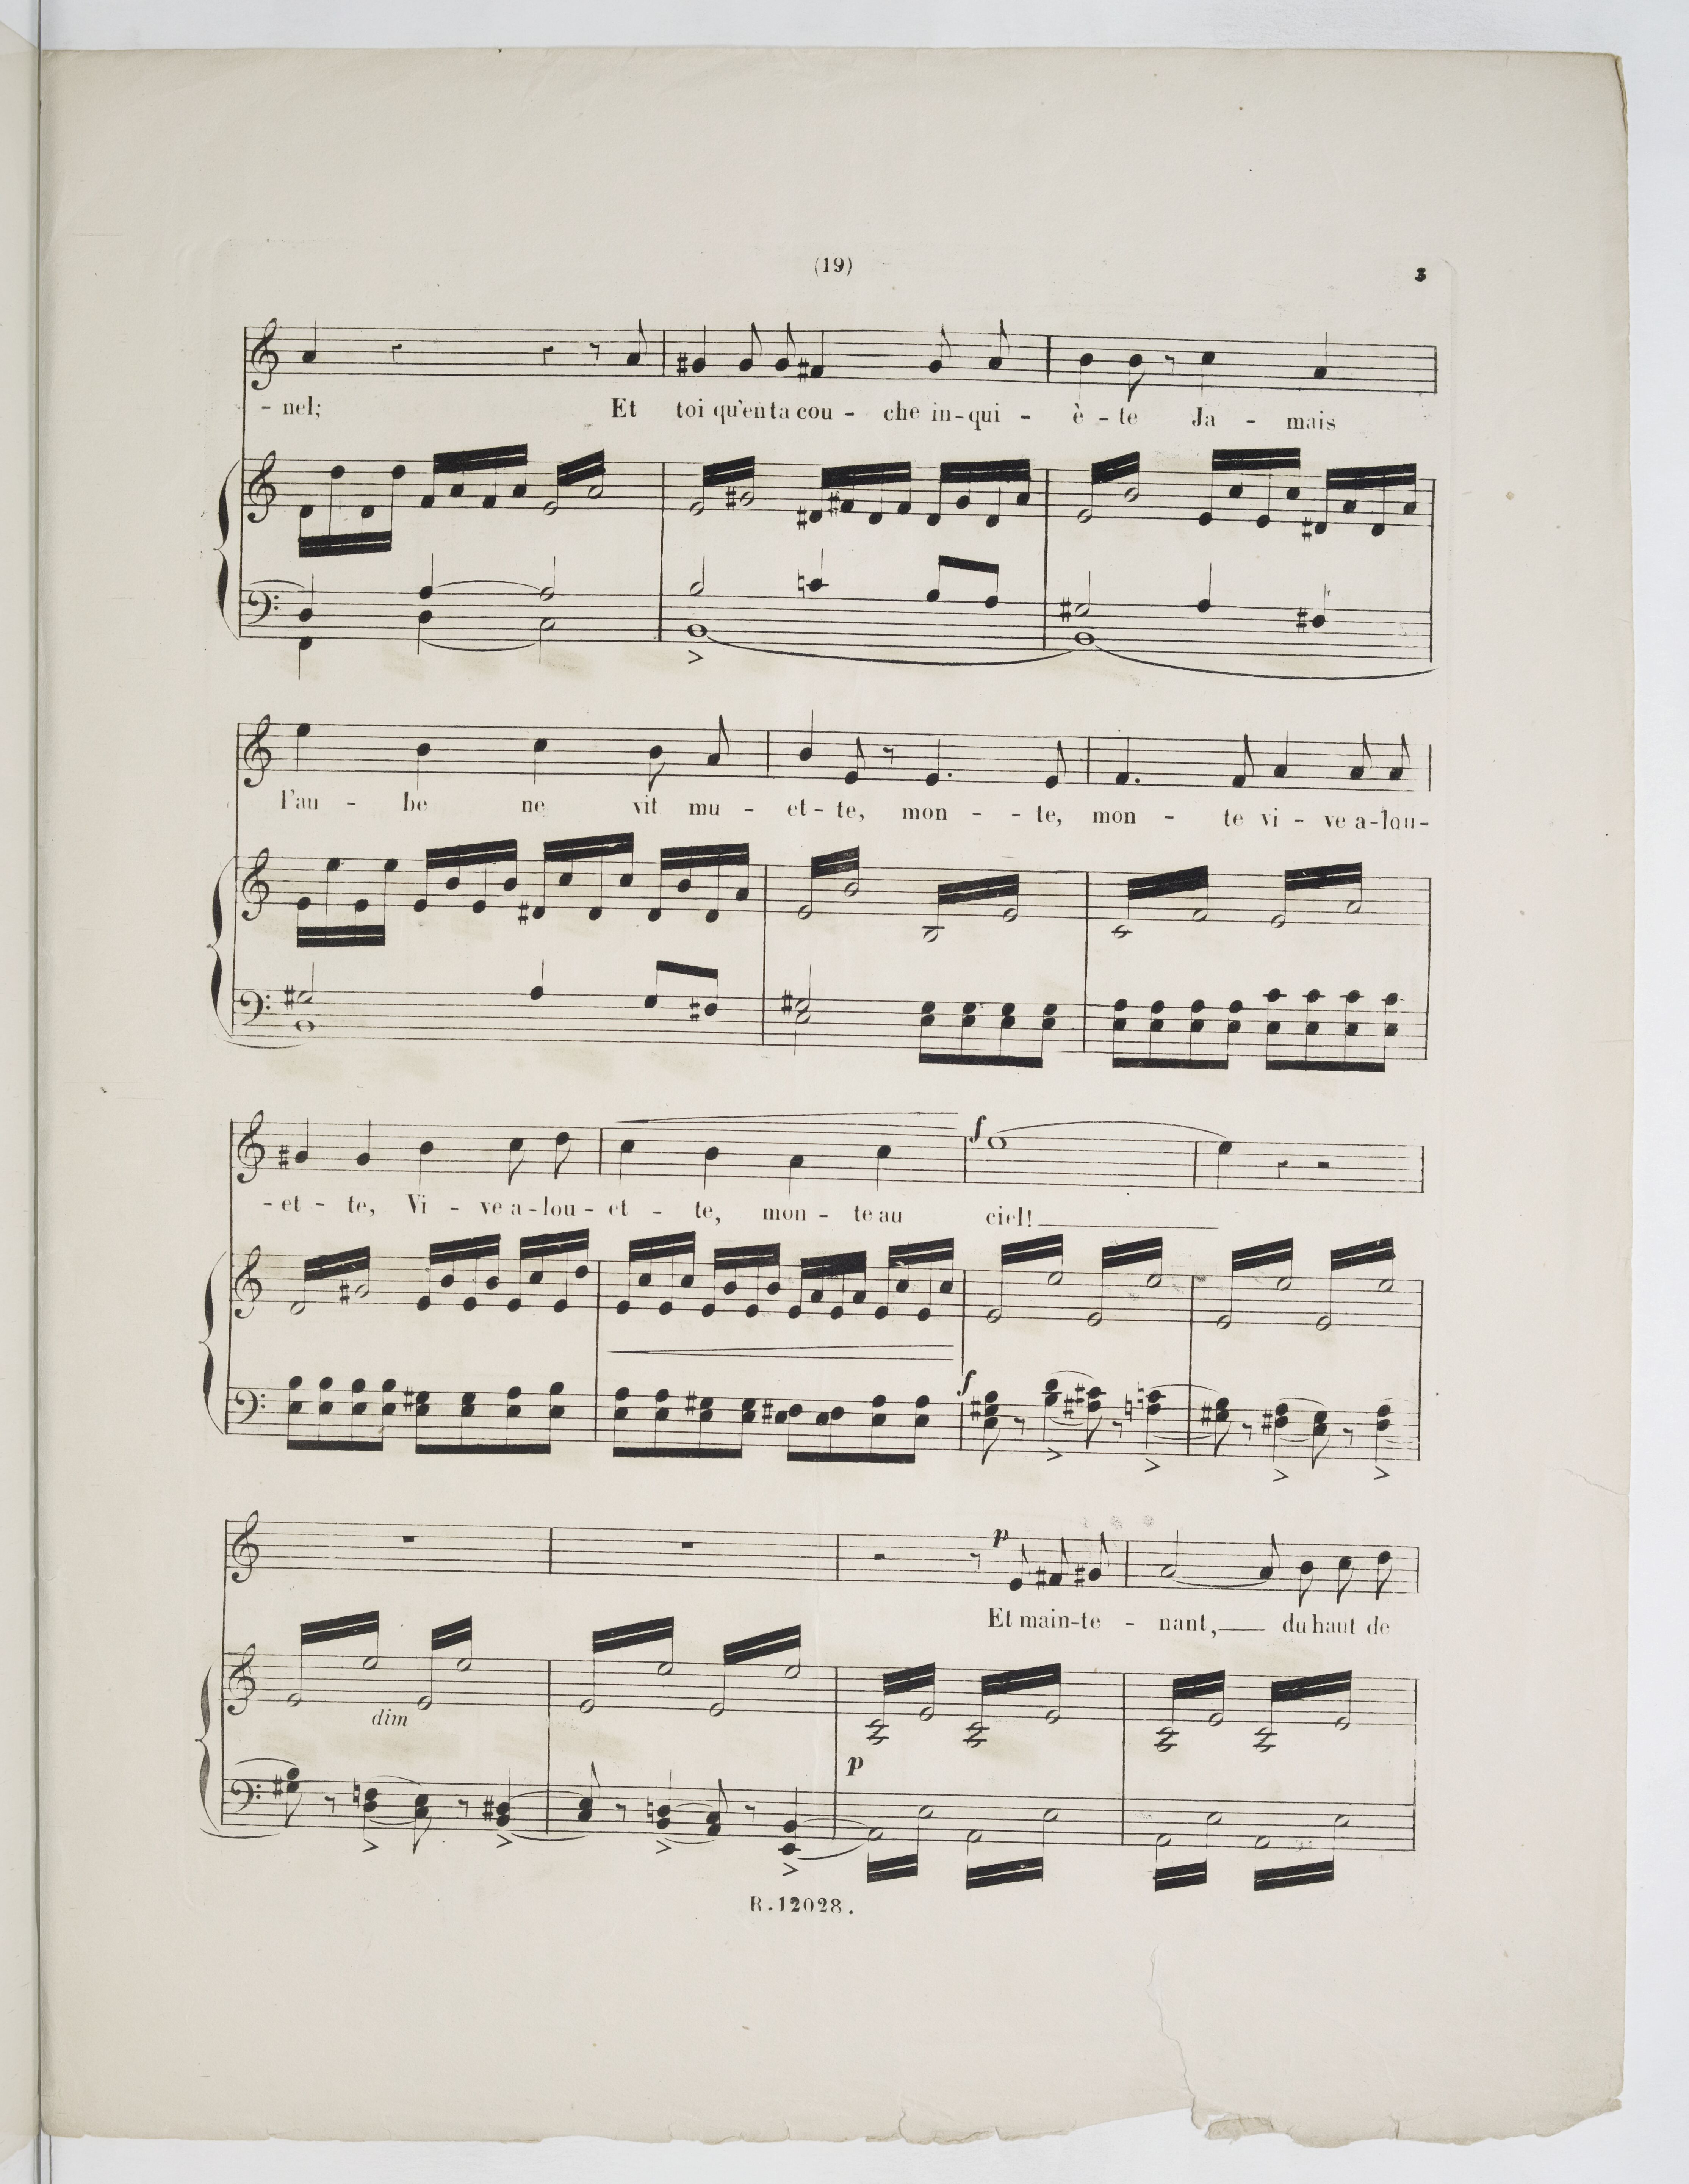 (19) 3
- nel; Et toi qu'en ta cou - che in - qui - è - te Ja - mais
l'au - be ne vit mu - et - te, mon - - te, mon - te vi - ve a - lou -
- et - te, Vi - ve a - lou - et - te, mon - te au ciel!
f
f
p
Et main - te - nant, du haut de
dim
p
R. 12028.